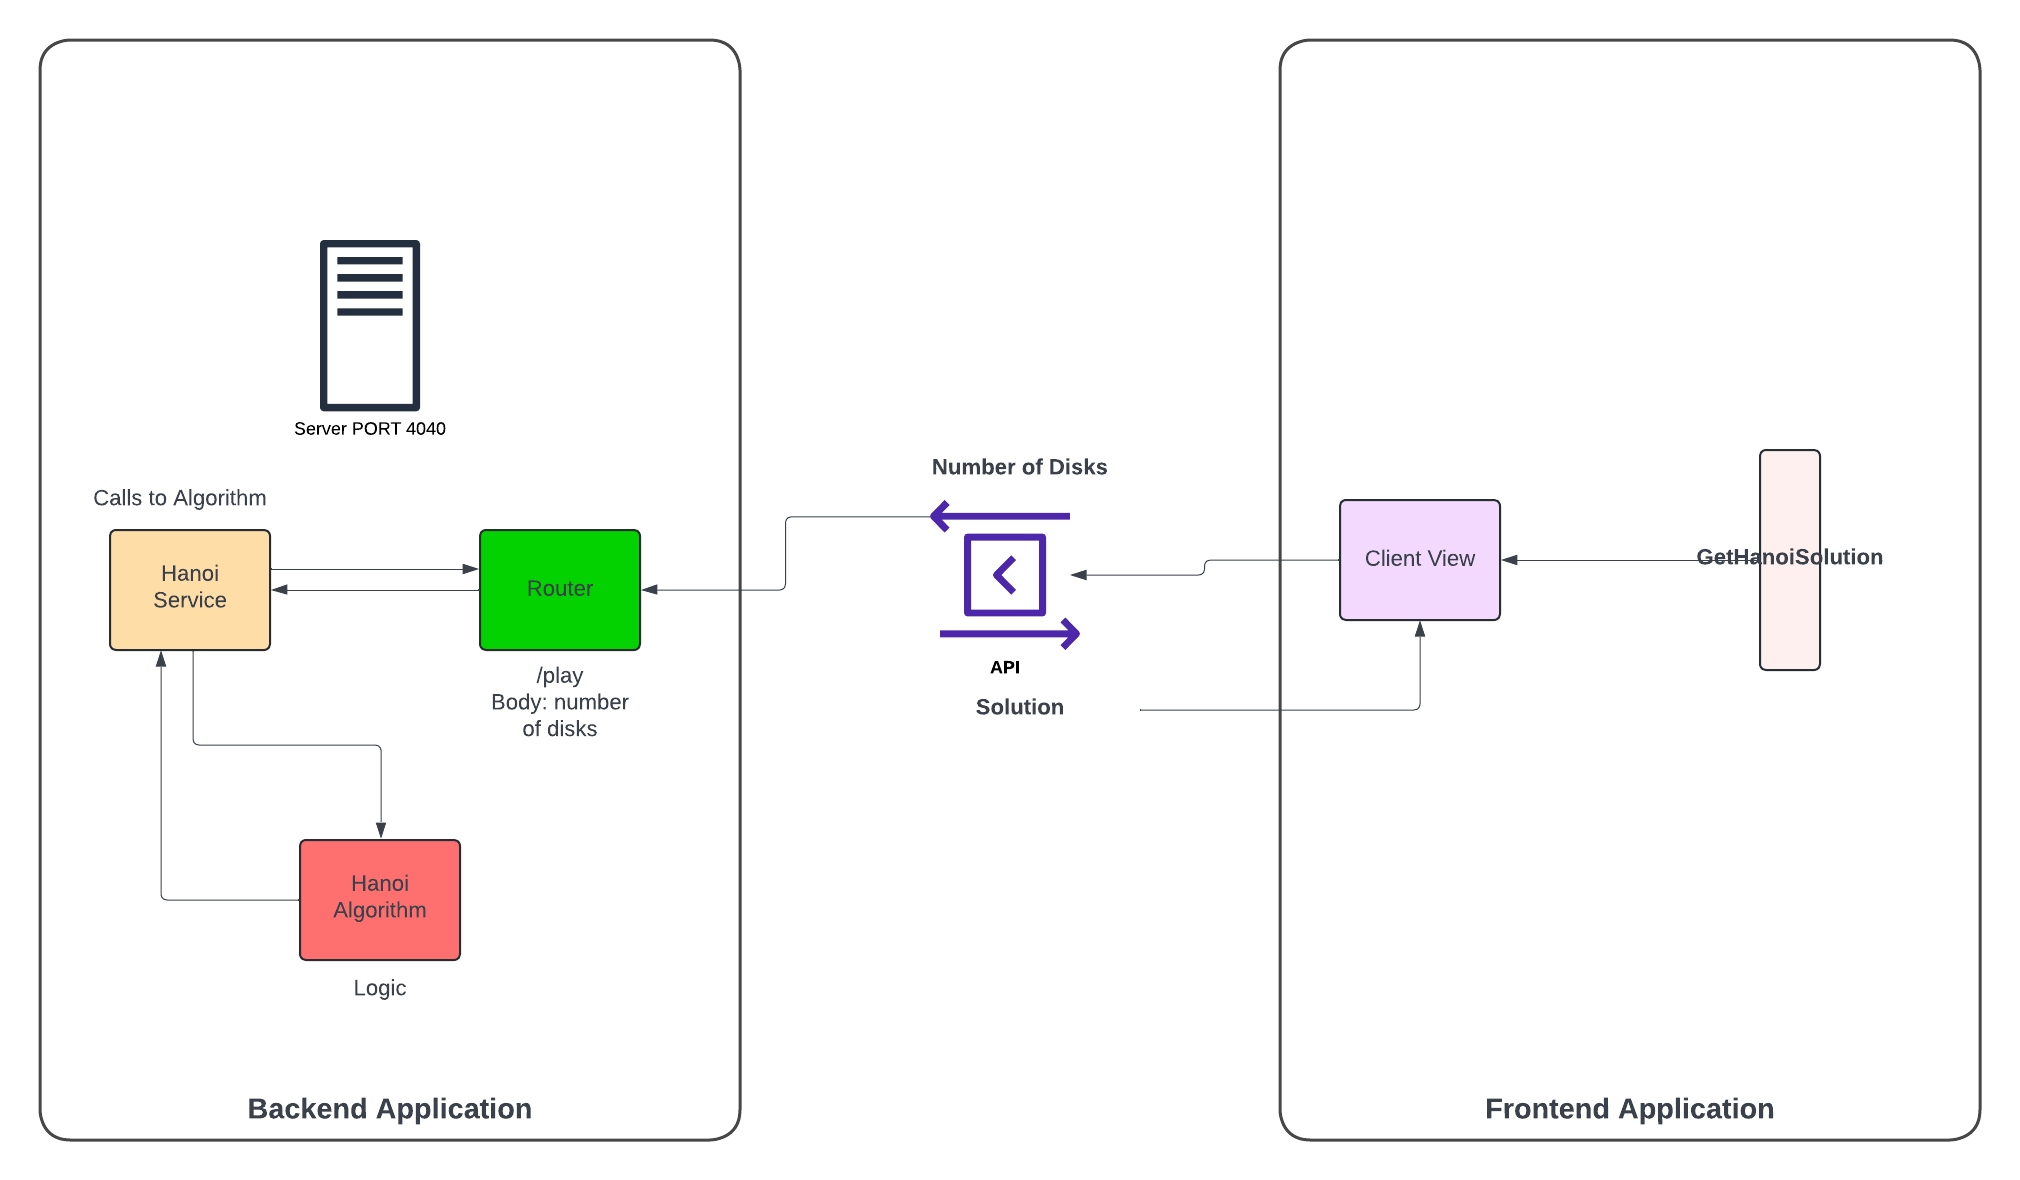 Server PORT 4040
Calls to Algorithm
Hanoi
Service
Router
/play
Body: number
of disks
Hanoi
Algorithm
Logic
Backend Application
Number of Disks
API
Solution
Client View
GetHanoiSolution
Frontend Application